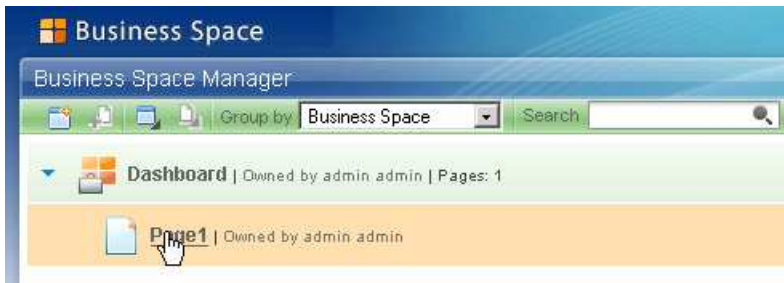 Business Space
Business Space Manager
Group by Business Space Search
Dashboard | Owned by admin admin | Pages: 1
Page1 | Owned by admin admin